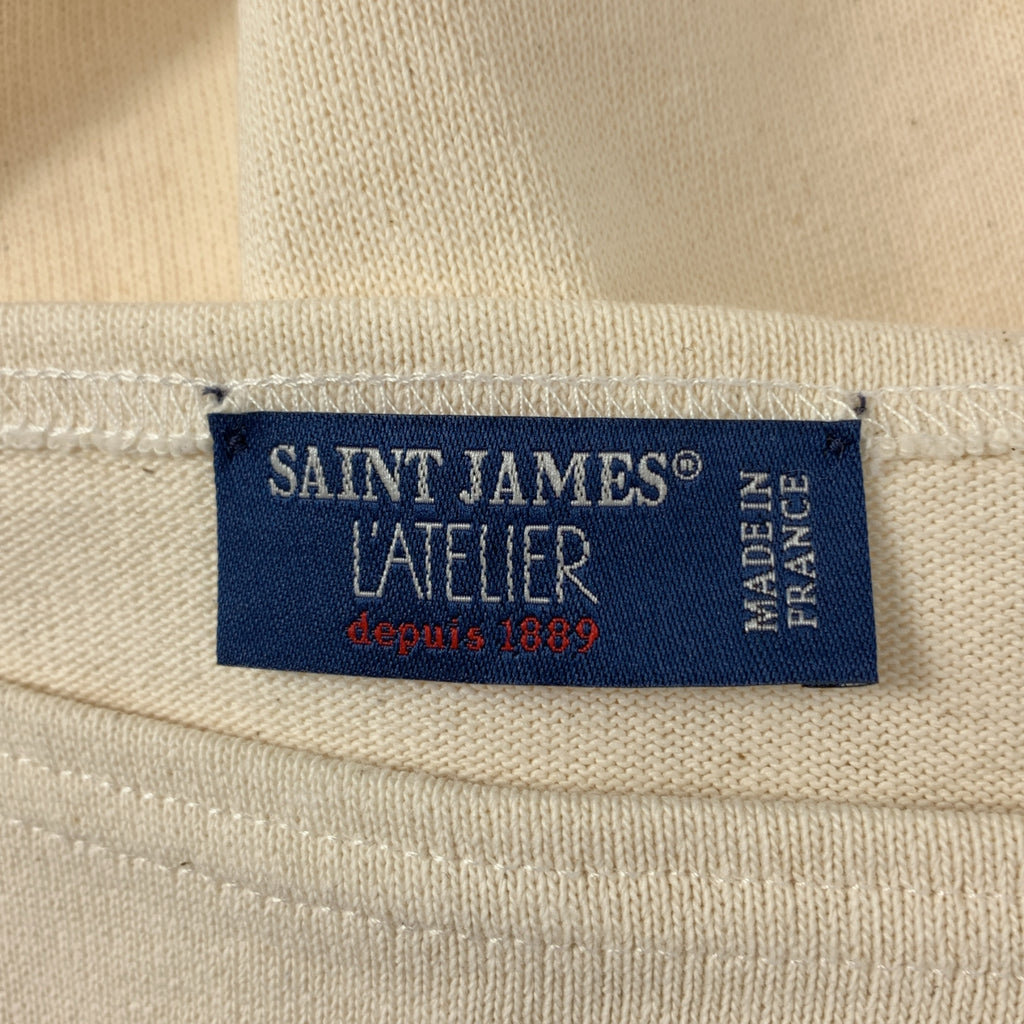 SAINT JAMES®
L'ATELIER
depuis 1889
MADE IN
FRANCE